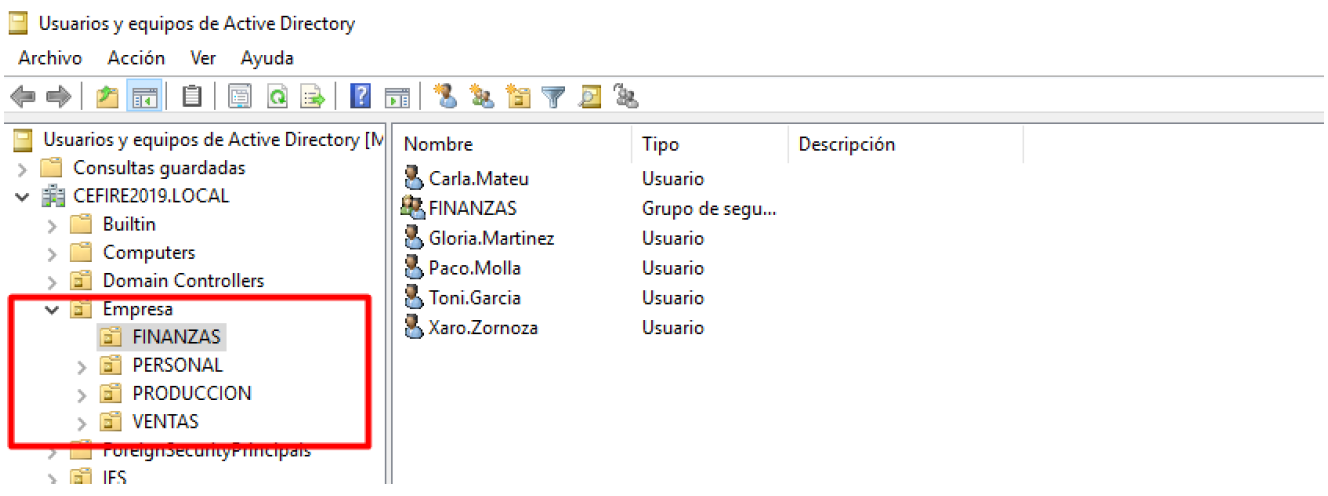 Usuarios y equipos de Active Directory
Archivo Acción Ver Ayuda
Usuarios y equipos de Active Directory [M
Consultas guardadas
CEFIRE2019.LOCAL
Builtin
Computers
Domain Controllers
Empresa
FINANZAS
PERSONAL
PRODUCCION
VENTAS
ForeignSecurityPrincipals
IES
Nombre Tipo Descripción
Carla.Mateu Usuario
FINANZAS Grupo de segu...
Gloria.Martinez Usuario
Paco.Molla Usuario
Toni.Garcia Usuario
Xaro.Zornoza Usuario